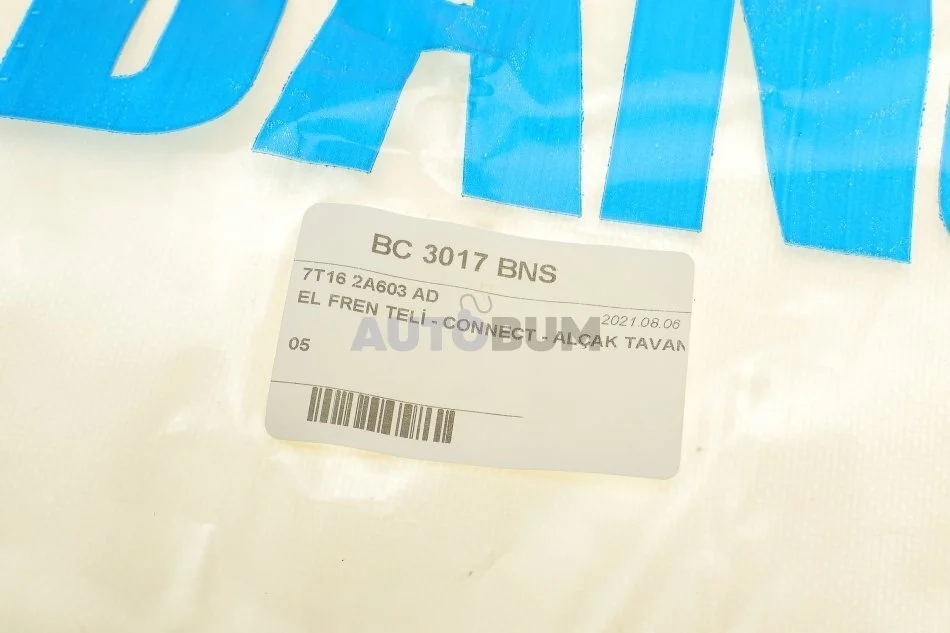 BC 3017 BNS
7T16 2A603 AD
2021.08.06
EL FREN TELİ - CONNECT - ALÇAK TAVAN
05
AUTOBUM